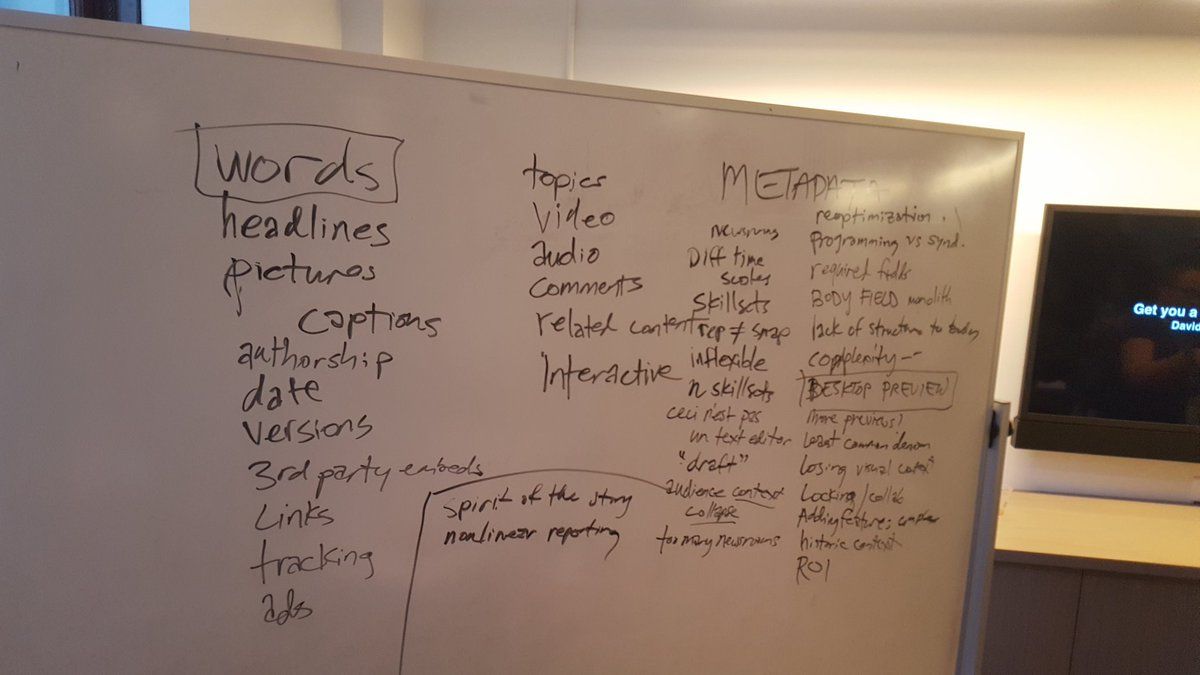 words
headlines
pictures
captions
authorship
date
versions
3rd party embeds
Links
tracking
ads
topics
video
audio
comments
related content
Interactive
spirit of the story
nonlinear reporting
METADATA
Diff time
scales
skillsets
rep ≠ snap
inflexible
n skillsets
ceci n'est pas
un text editor
"draft"
audience context
collapse
too many newsrooms
reoptimization
programming vs synd.
required fields
BODY FIELD monolith
lack of structure to
complexity
DESKTOP PREVIEW
more previews!
Least common denom
Losing visual context
Locking/collab
Adding features: complex
historic context
ROI
Get you a
David